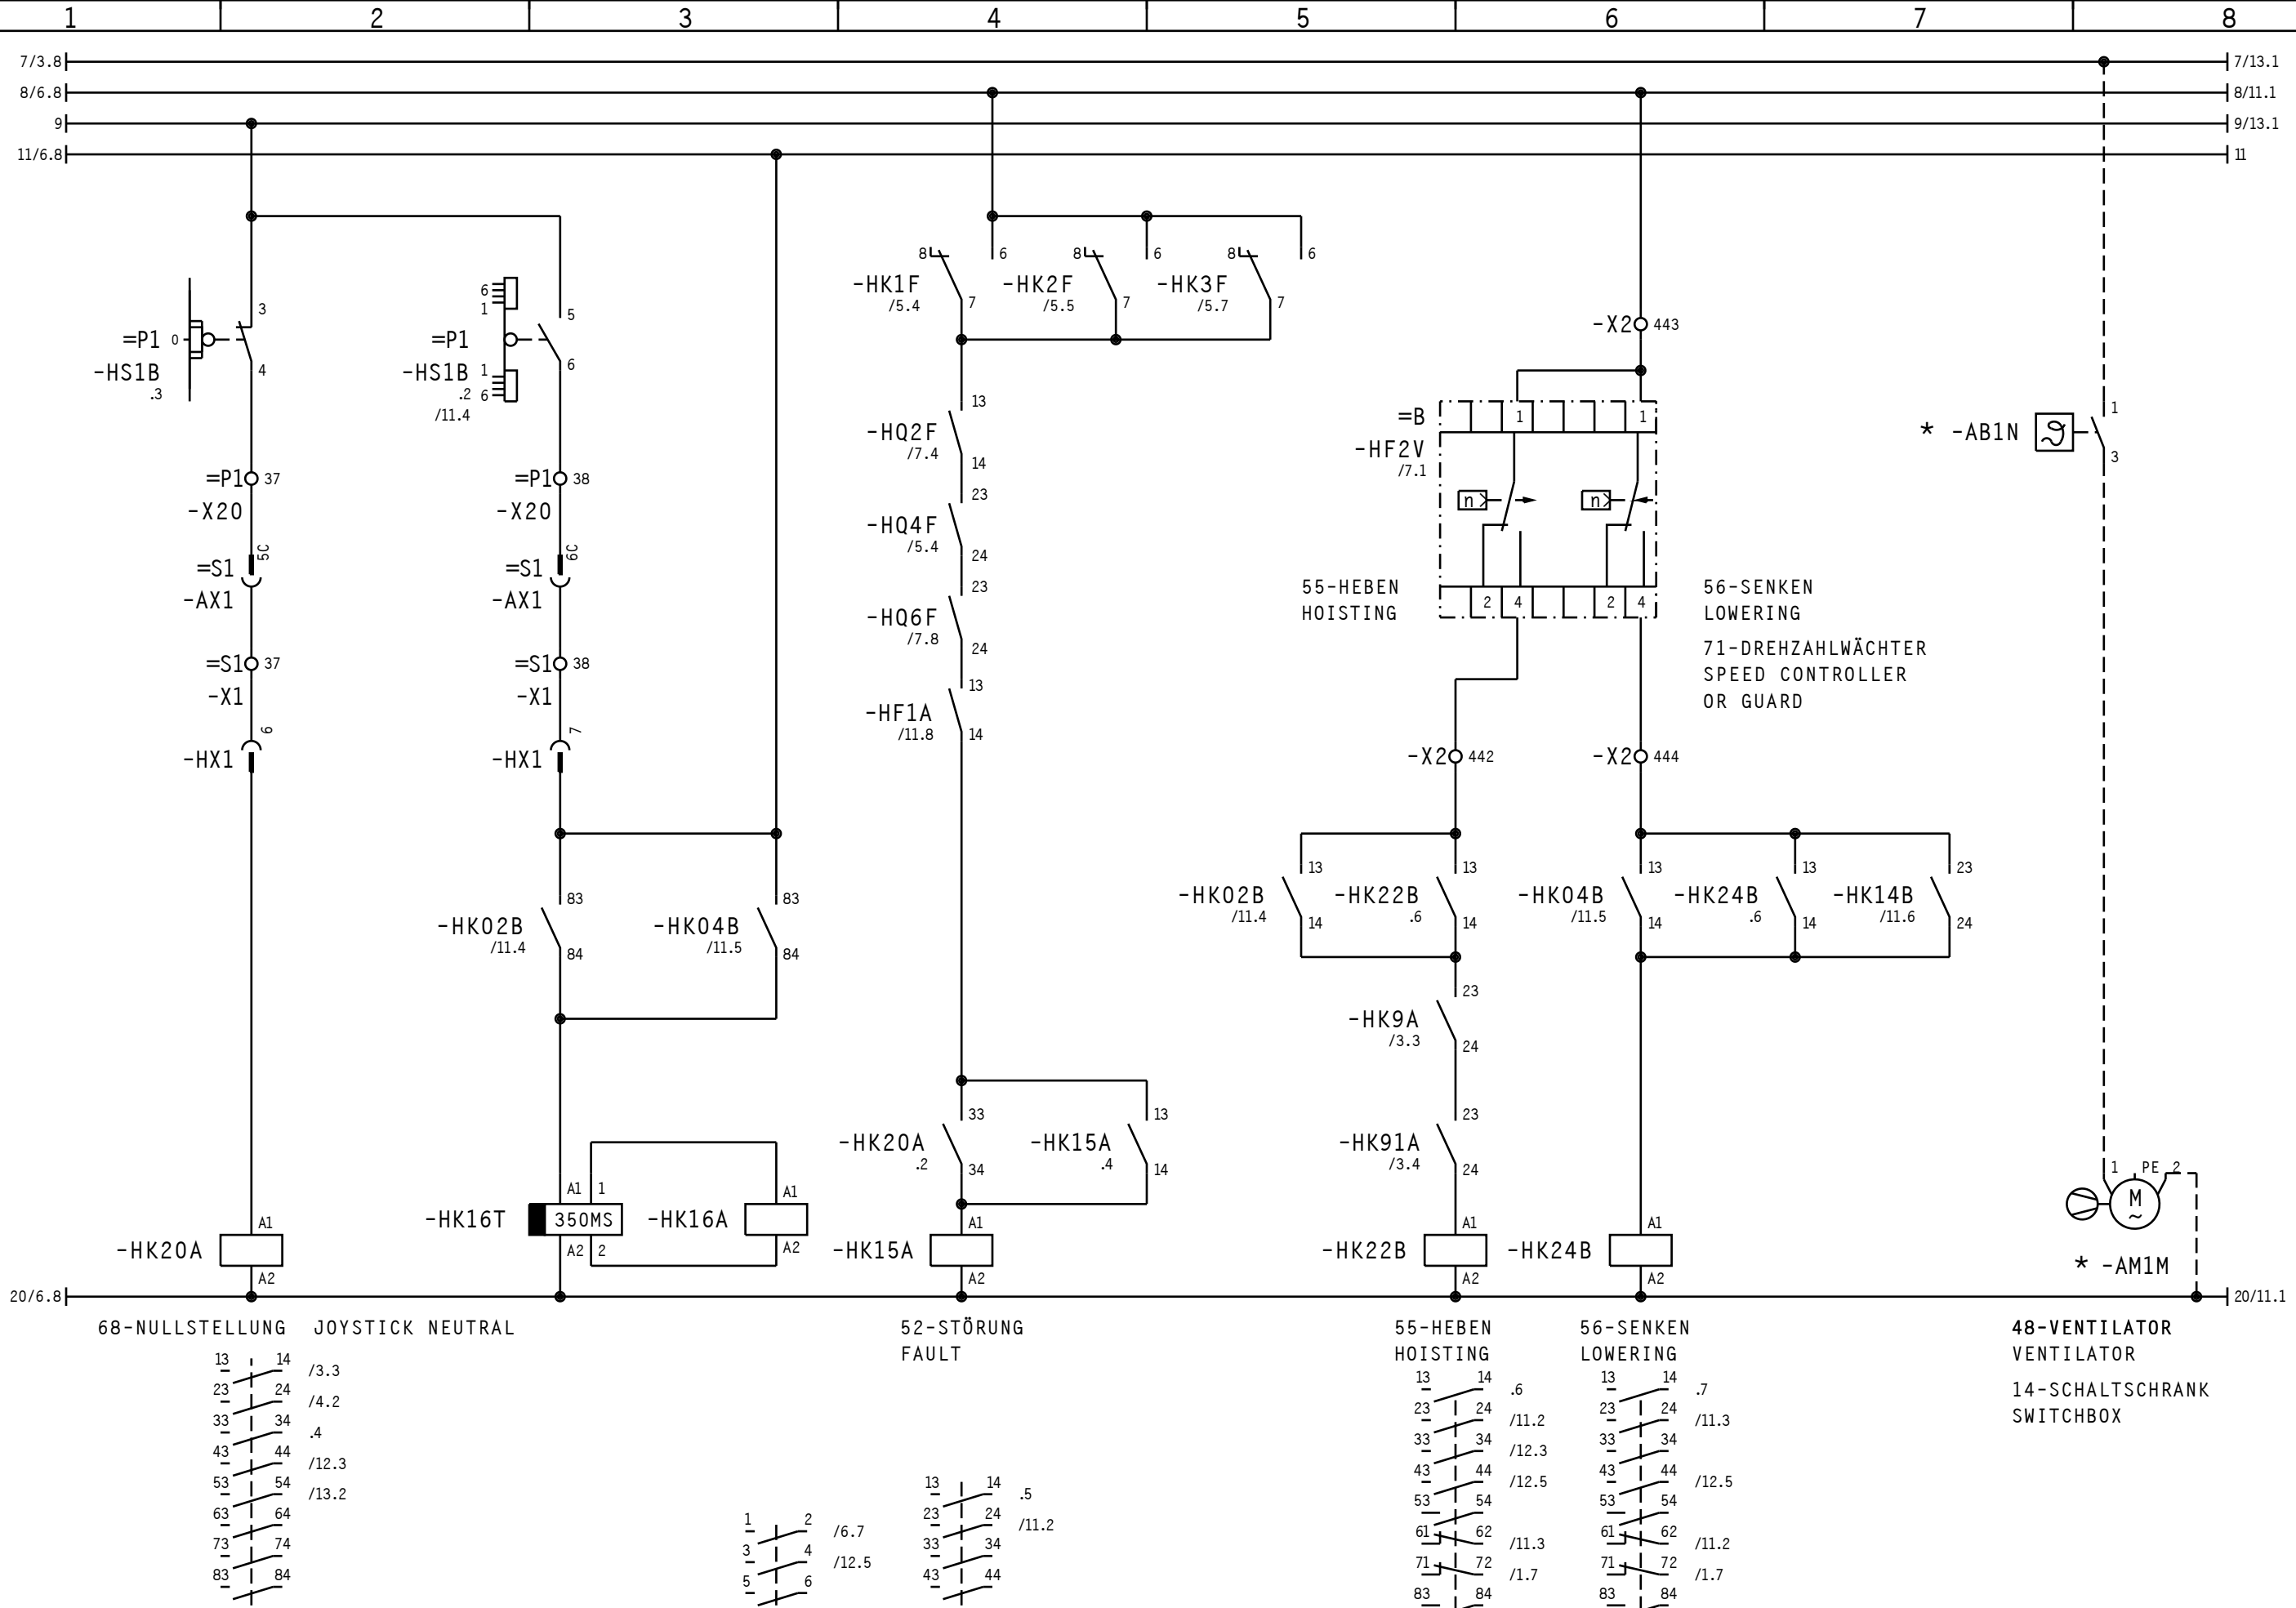 1 2 3 4 5 6 7 8
7/3.8 7/13.1
8/6.8 8/11.1
9 9/13.1
11/6.8 11
3
=P1 0
-HS1B 4
.3
6 5
1
=P1
-HS1B 1 6
.2 6
/11.4
=P1 37
-X20
=P1 38
-X20
5C
=S1
-AX1
6C
=S1
-AX1
=S1 37
-X1
=S1 38
-X1
6
-HX1
7
-HX1
83
-HK02B
/11.4 84
83
-HK04B
/11.5 84
A1 1
-HK16T 350MS
A2 2
A1
-HK16A
A2
A1
-HK20A
A2
8 6
-HK1F
/5.4 7
8 6
-HK2F
/5.5 7
8 6
-HK3F
/5.7 7
13
-HQ2F
/7.4 14
23
-HQ4F
/5.4 24
23
-HQ6F
/7.8 24
13
-HF1A
/11.8 14
33
-HK20A
.2 34
13
-HK15A
.4 14
A1
-HK15A
A2
-X2 443
=B 1 1
-HF2V
/7.1
n n
2 4 2 4
55-HEBEN
HOISTING
56-SENKEN
LOWERING
71-DREHZAHLWÄCHTER
SPEED CONTROLLER
OR GUARD
-X2 442
-X2 444
13
-HK02B
/11.4 14
13
-HK22B
.6 14
13
-HK04B
/11.5 14
13
-HK24B
.6 14
23
-HK14B
/11.6 24
23
-HK9A
/3.3 24
23
-HK91A
/3.4 24
A1
-HK22B
A2
A1
-HK24B
A2
1
* -AB1N ϑ
3
1 PE 2
M
~
* -AM1M
20/6.8 20/11.1
68-NULLSTELLUNG JOYSTICK NEUTRAL
13 14 /3.3
23 24 /4.2
33 34 .4
43 44 /12.3
53 54 /13.2
63 64
73 74
83 84
1 2 /6.7
3 4 /12.5
5 6
52-STÖRUNG
FAULT
13 14 .5
23 24 /11.2
33 34
43 44
55-HEBEN
HOISTING
13 14 .6
23 24 /11.2
33 34 /12.3
43 44 /12.5
53 54
61 62 /11.3
71 72 /1.7
83 84
56-SENKEN
LOWERING
13 14 .7
23 24 /11.3
33 34
43 44 /12.5
53 54
61 62 /11.2
71 72 /1.7
83 84
48-VENTILATOR
VENTILATOR
14-SCHALTSCHRANK
SWITCHBOX